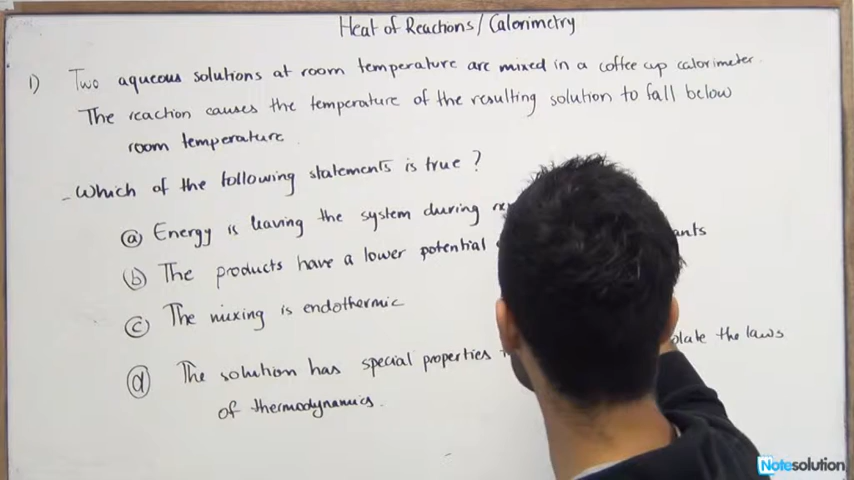 Heat of Reactions/Calorimetry
1) Two aqueous solutions at room temperature are mixed in a coffee cup calorimeter.
The reaction causes the temperature of the resulting solution to fall below
room temperature.
- Which of the following statements is true?
(a) Energy is leaving the system during
(b) The products have a lower potential
(c) The mixing is endothermic
(d) The solution has special properties the laws
of thermodynamics.
Notesolution